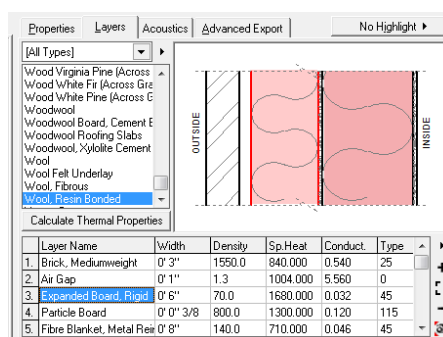 Properties Layers Acoustics Advanced Export No Highlight
[All Types]
Wood Virginia Pine (Across
Wood White Fir (Across Gra
Wood White Pine (Across G
Woodwool
Woodwool Board, Cement B
Woodwool Roofing Slabs
Woodwool, Xylolite Cement
Wool
Wool Felt Underlay
Wool, Fibrous
Wool, Resin Bonded
Calculate Thermal Properties
OUTSIDE
INSIDE
Layer Name Width Density Sp.Heat Conduct. Type
1. Brick, Mediumweight 0' 3" 1550.0 840.000 0.540 25
2. Air Gap 0' 1" 1.3 1004.000 5.560 0
3. Expanded Board, Rigid 0' 6" 70.0 1680.000 0.032 45
4. Particle Board 0' 0" 3/8 800.0 1300.000 0.120 115
5. Fibre Blanket, Metal Rei 0' 8" 140.0 710.000 0.046 45